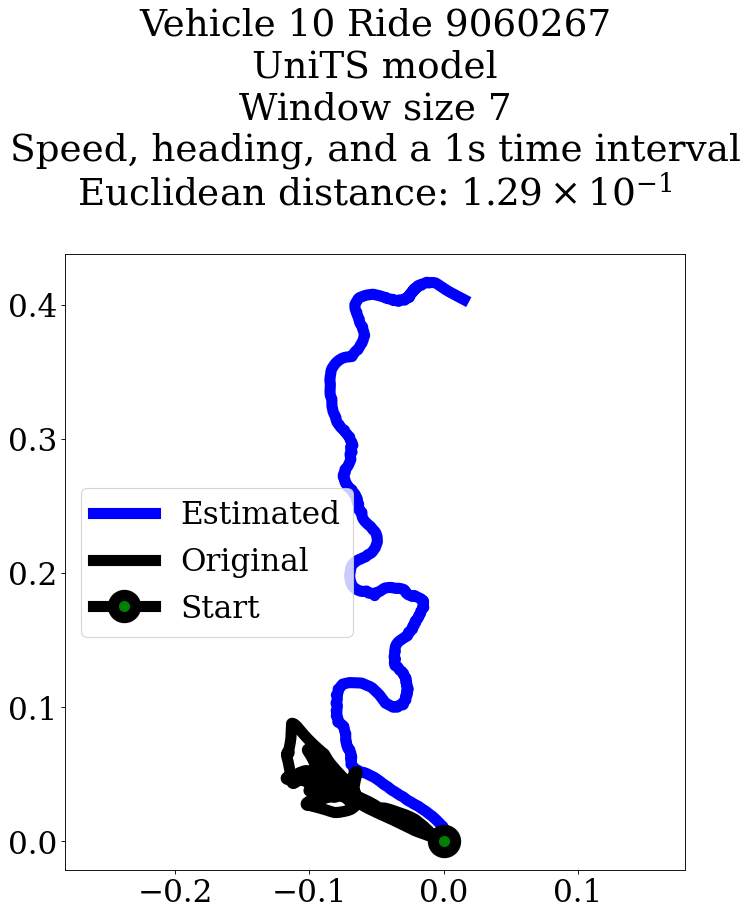 Vehicle 10 Ride 9060267
UniTS model
Window size 7
Speed, heading, and a 1s time interval
Euclidean distance: 1.29 × 10⁻¹
0.4
0.3
Estimated
Original
0.2
Start
0.1
0.0
−0.2 −0.1 0.0 0.1